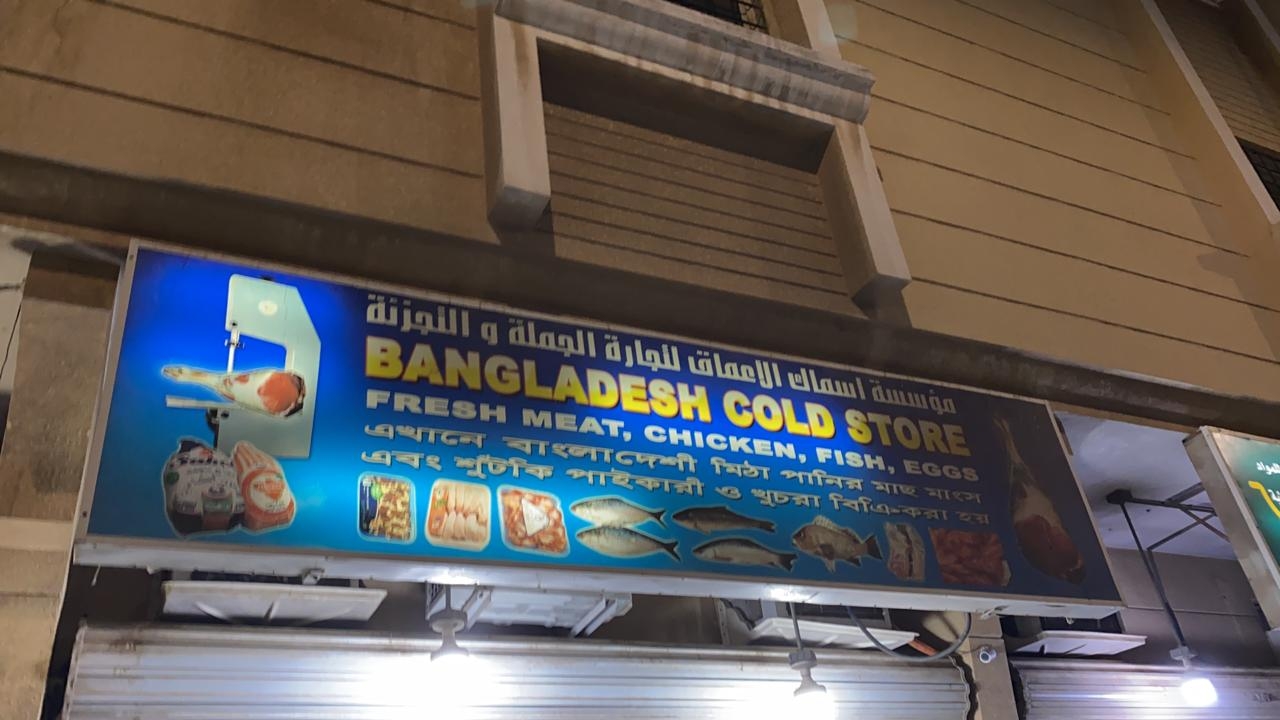 مؤسسة اسماك الاعماق لتجارة الجملة و التجزئة
BANGLADESH COLD STORE
FRESH MEAT, CHICKEN, FISH, EGGS
এখানে বাংলাদেশী মিঠা পানির মাছ মাংস
এবং শুঁটকি পাইকারী ও খুচরা বিক্রি করা হয়